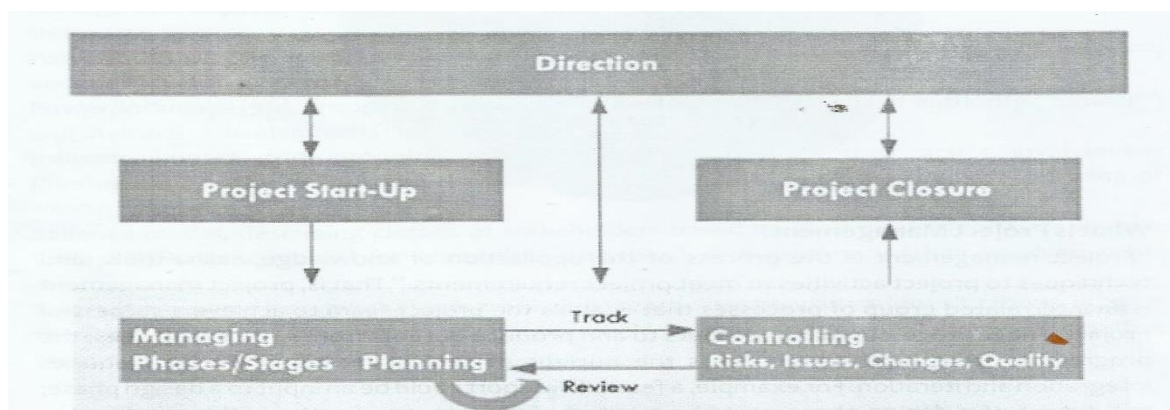 Direction
Project Start-Up
Project Closure
Managing
Phases/Stages Planning
Track
Controlling
Risks, Issues, Changes, Quality
Review